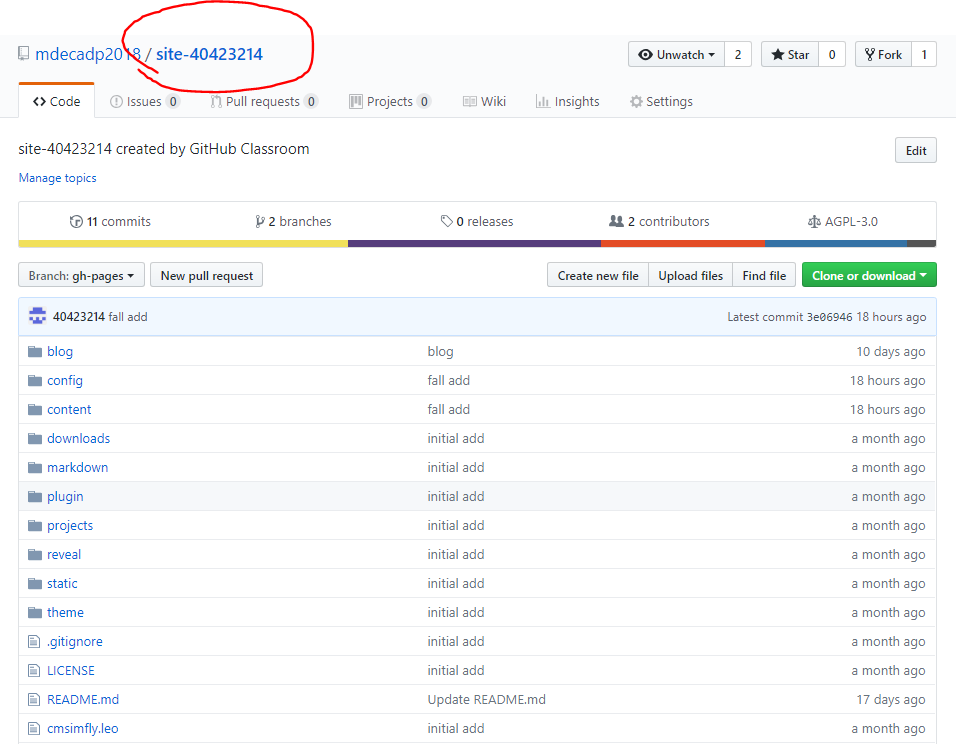 mdecadp2018 / site-40423214 Unwatch 2 Star 0 Fork 1
Code Issues 0 Pull requests 0 Projects 0 Wiki Insights Settings
site-40423214 created by GitHub Classroom Edit
Manage topics
11 commits 2 branches 0 releases 2 contributors AGPL-3.0
Branch: gh-pages New pull request Create new file Upload files Find file Clone or download
40423214 fall add Latest commit 3e06946 18 hours ago
blog blog 10 days ago
config fall add 18 hours ago
content fall add 18 hours ago
downloads initial add a month ago
markdown initial add a month ago
plugin initial add a month ago
projects initial add a month ago
reveal initial add a month ago
static initial add a month ago
theme initial add a month ago
.gitignore initial add a month ago
LICENSE initial add a month ago
README.md Update README.md 17 days ago
cmsimfly.leo initial add a month ago